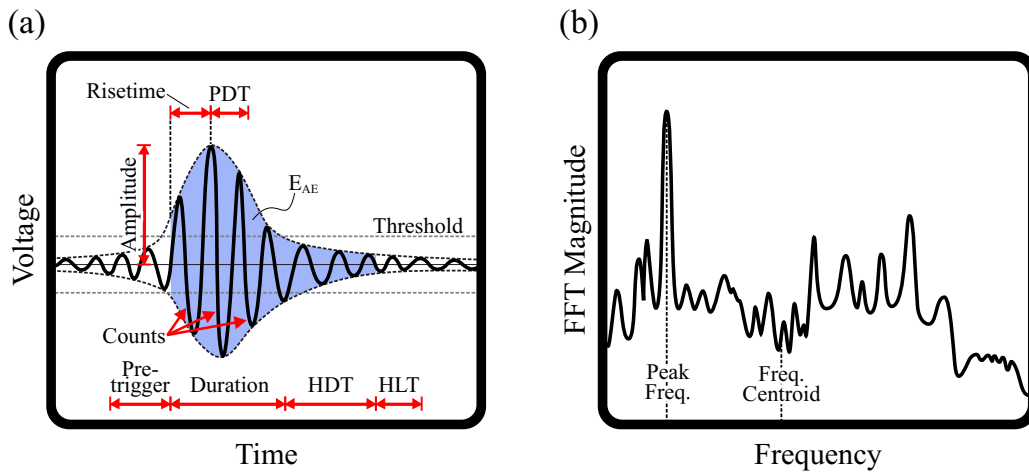 (a)
Risetime
PDT
Amplitude
E_AE
Threshold
Voltage
Counts
Pre-
trigger
Duration
HDT
HLT
Time
(b)
FFT Magnitude
Peak
Freq.
Freq.
Centroid
Frequency